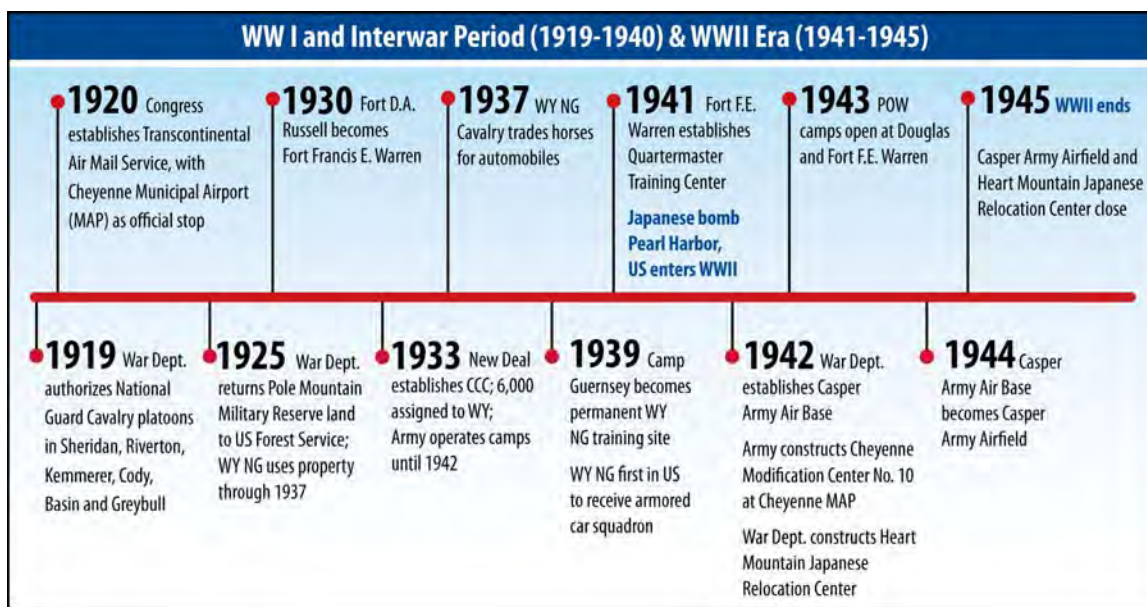 WW I and Interwar Period (1919-1940) & WWII Era (1941-1945)
1920 Congress
establishes Transcontinental
Air Mail Service, with
Cheyenne Municipal Airport
(MAP) as official stop
1930 Fort D.A.
Russell becomes
Fort Francis E. Warren
1937 WY NG
Cavalry trades horses
for automobiles
1941 Fort F.E.
Warren establishes
Quartermaster
Training Center
Japanese bomb
Pearl Harbor,
US enters WWII
1943 POW
camps open at Douglas
and Fort F.E. Warren
1945 WWII ends
Casper Army Airfield and
Heart Mountain Japanese
Relocation Center close
1919 War Dept.
authorizes National
Guard Cavalry platoons
in Sheridan, Riverton,
Kemmerer, Cody,
Basin and Greybull
1925 War Dept.
returns Pole Mountain
Military Reserve land
to US Forest Service;
WY NG uses property
through 1937
1933 New Deal
establishes CCC; 6,000
assigned to WY;
Army operates camps
until 1942
1939 Camp
Guernsey becomes
permanent WY
NG training site
WY NG first in US
to receive armored
car squadron
1942 War Dept.
establishes Casper
Army Air Base
Army constructs Cheyenne
Modification Center No. 10
at Cheyenne MAP
War Dept. constructs Heart
Mountain Japanese
Relocation Center
1944 Casper
Army Air Base
becomes Casper
Army Airfield